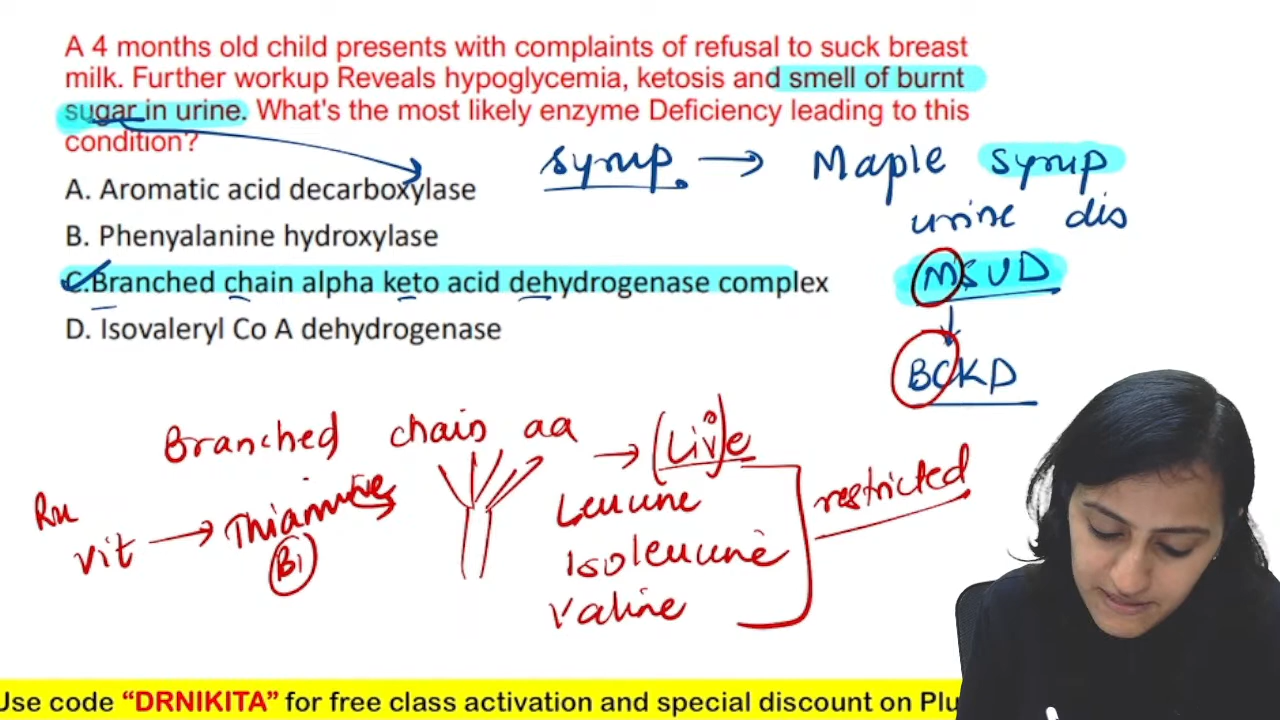 A 4 months old child presents with complaints of refusal to suck breast
milk. Further workup Reveals hypoglycemia, ketosis and smell of burnt
sugar in urine. What's the most likely enzyme Deficiency leading to this
condition?
A. Aromatic acid decarboxylase
B. Phenyalanine hydroxylase
C.Branched chain alpha keto acid dehydrogenase complex
D. Isovaleryl Co A dehydrogenase
syrup. → Maple syrup
urine dis
MSUD
↓
BCKD
Branched chain aa → (Liv)e
Leucine
Isoleucine
Valine
restricted
vit → Thiamine
B1
Use code “DRNIKITA” for free class activation and special discount on Plu